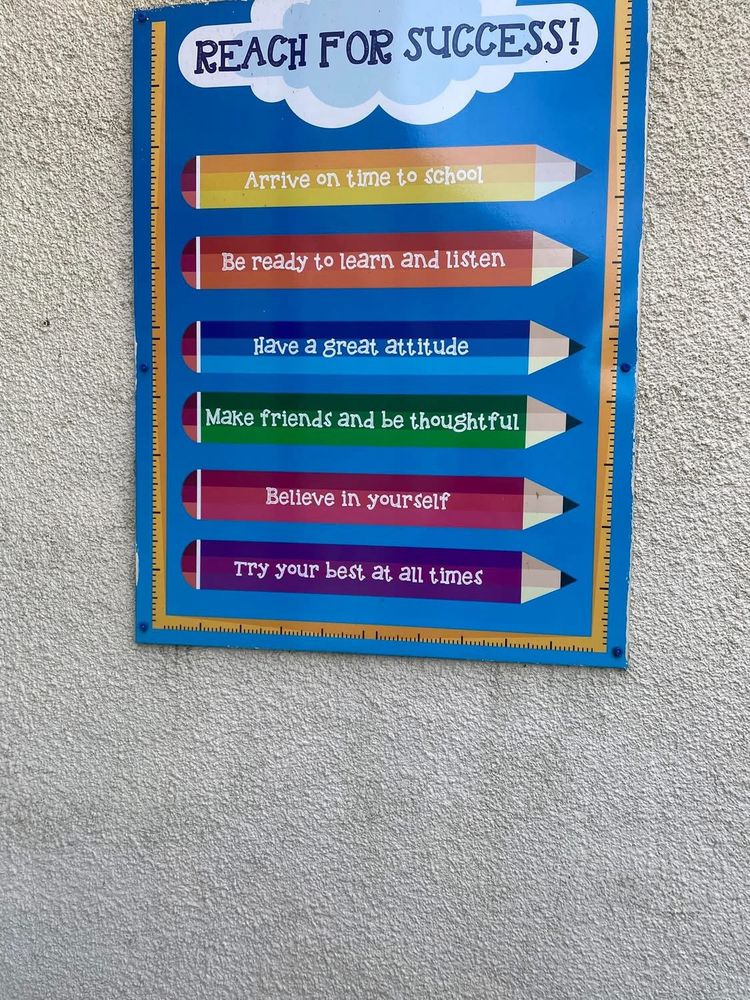 REACH FOR SUCCESS!
Arrive on time to school
Be ready to learn and listen
Have a great attitude
Make friends and be thoughtful
Believe in yourself
Try your best at all times